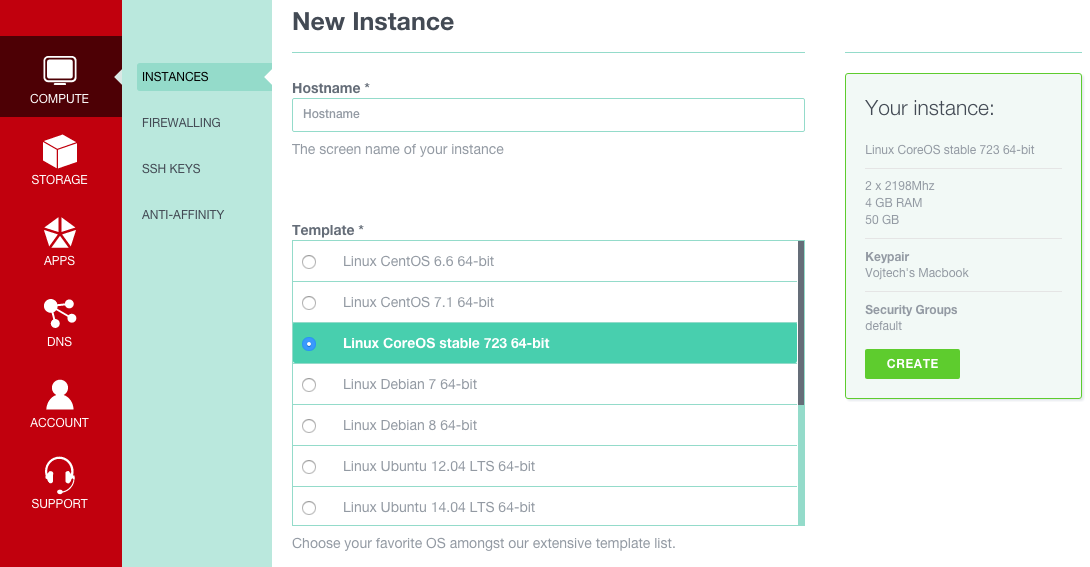 New Instance
COMPUTE
STORAGE
APPS
DNS
ACCOUNT
SUPPORT
INSTANCES
FIREWALLING
SSH KEYS
ANTI-AFFINITY
Hostname *
Hostname
The screen name of your instance
Template *
Linux CentOS 6.6 64-bit
Linux CentOS 7.1 64-bit
Linux CoreOS stable 723 64-bit
Linux Debian 7 64-bit
Linux Debian 8 64-bit
Linux Ubuntu 12.04 LTS 64-bit
Linux Ubuntu 14.04 LTS 64-bit
Choose your favorite OS amongst our extensive template list.
Your instance:
Linux CoreOS stable 723 64-bit
2 x 2198Mhz
4 GB RAM
50 GB
Keypair
Vojtech's Macbook
Security Groups
default
CREATE